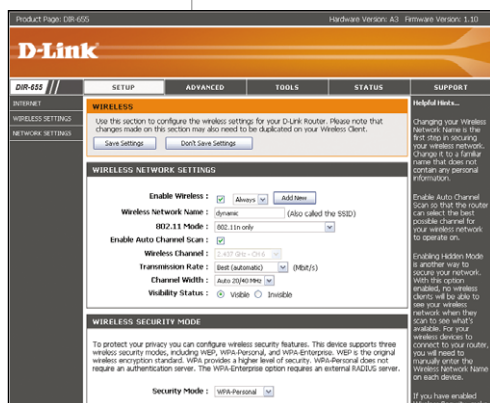 Product Page: DIR-655 Hardware Version: A3 Firmware Version: 1.10
D-Link
DIR-655 SETUP ADVANCED TOOLS STATUS SUPPORT
INTERNET
WIRELESS SETTINGS
NETWORK SETTINGS
WIRELESS
Use this section to configure the wireless settings for your D-Link Router. Please note that
changes made on this section may also need to be duplicated on your Wireless Client.
Save Settings Don't Save Settings
WIRELESS NETWORK SETTINGS
Enable Wireless : Always Add New
Wireless Network Name : dynamic (Also called the SSID)
802.11 Mode : 802.11n only
Enable Auto Channel Scan :
Wireless Channel : 2.437 GHz - CH 6
Transmission Rate : Best (automatic) (Mbit/s)
Channel Width : Auto 20/40 MHz
Visibility Status : Visible Invisible
WIRELESS SECURITY MODE
To protect your privacy you can configure wireless security features. This device supports three
wireless security modes, including WEP, WPA-Personal, and WPA-Enterprise. WEP is the original
wireless encryption standard. WPA provides a higher level of security. WPA-Personal does not
require an authentication server. The WPA-Enterprise option requires an external RADIUS server.
Security Mode : WPA-Personal
Helpful Hints...
Changing your Wireless
Network Name is the
first step in securing
your wireless network.
Change it to a familiar
name that does not
contain any personal
information.
Enable Auto Channel
Scan so that the router
can select the best
possible channel for
your wireless network
to operate on.
Enabling Hidden Mode
is another way to
secure your network.
With this option
enabled, no wireless
clients will be able to
see your wireless
network when they
scan to see what's
available. For your
wireless devices to
connect to your router,
you will need to
manually enter the
Wireless Network Name
on each device.
If you have enabled